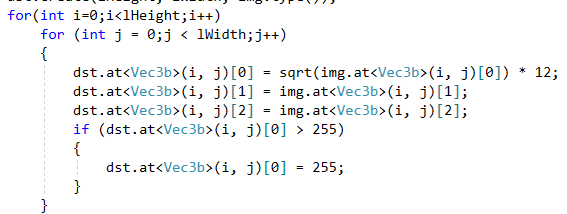 for(int i=0;i<lHeight;i++)
for (int j = 0;j < lWidth;j++)
{
dst.at<Vec3b>(i, j)[0] = sqrt(img.at<Vec3b>(i, j)[0]) * 12;
dst.at<Vec3b>(i, j)[1] = img.at<Vec3b>(i, j)[1];
dst.at<Vec3b>(i, j)[2] = img.at<Vec3b>(i, j)[2];
if (dst.at<Vec3b>(i, j)[0] > 255)
{
dst.at<Vec3b>(i, j)[0] = 255;
}
}